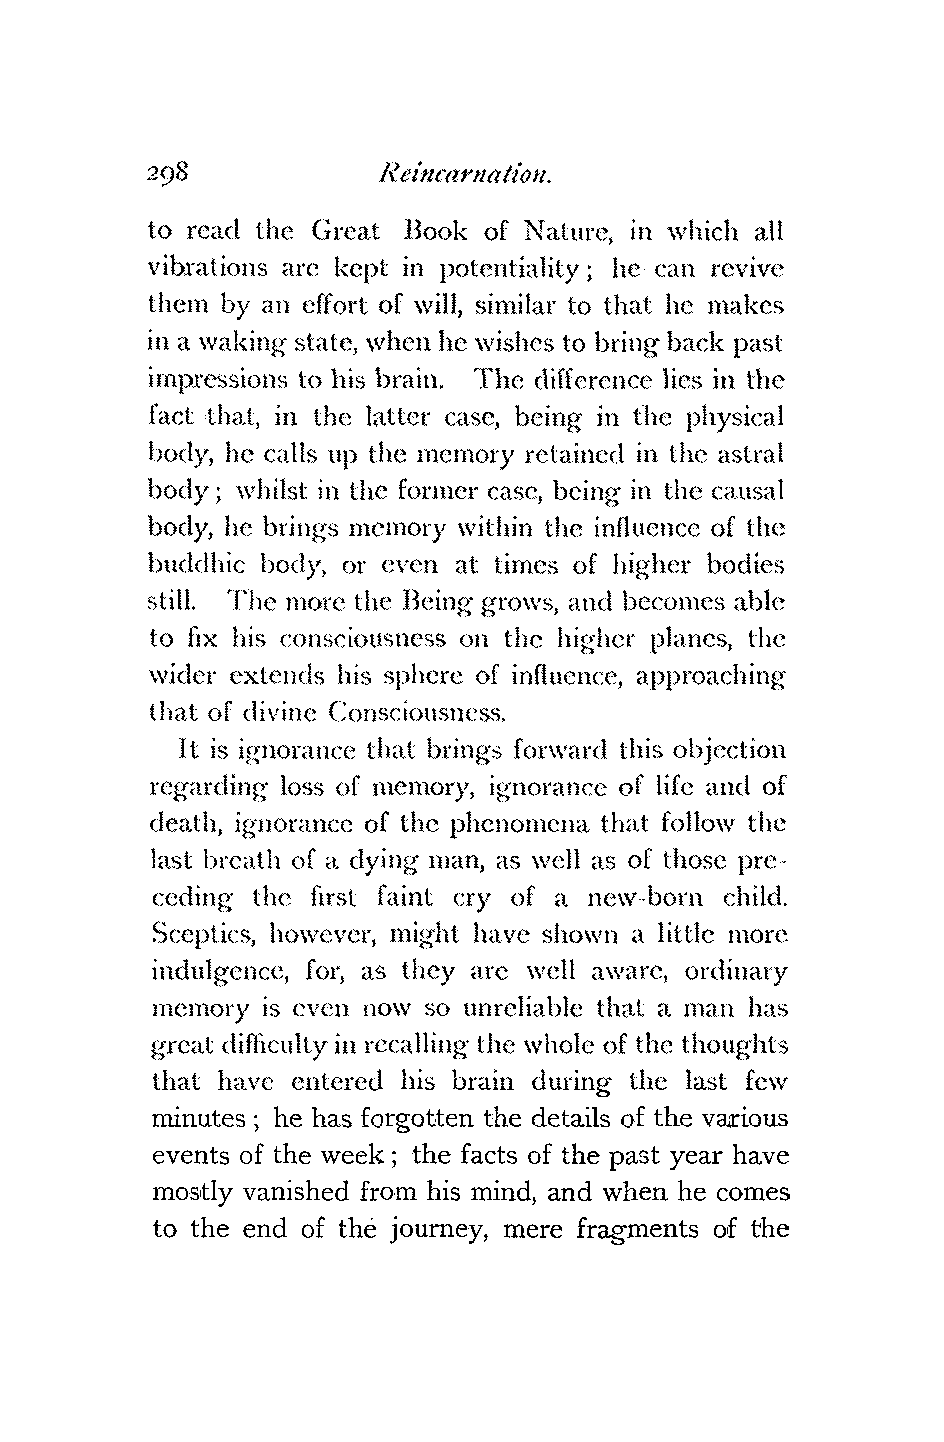 298 Reincarnation.
to read the Great Book of Nature, in which all
vibrations are kept in potentiality ; he can revive
them by an effort of will, similar to that he makes
in a waking state, when he wishes to bring back past
impressions to his brain. The difference lies in the
fact that, in the latter case, being in the physical
body, he calls up the memory retained in the astral
body ; whilst in the former case, being in the causal
body, he brings memory within the influence of the
buddhic body, or even at times of higher bodies
still. The more the Being grows, and becomes able
to fix his consciousness on the higher planes, the
wider extends his sphere of influence, approaching
that of divine Consciousness.
It is ignorance that brings forward this objection
regarding loss of memory, ignorance of life and of
death, ignorance of the phenomena that follow the
last breath of a dying man, as well as of those pre-
ceding the first faint cry of a new-born child.
Sceptics, however, might have shown a little more
indulgence, for, as they are well aware, ordinary
memory is even now so unreliable that a man has
great difficulty in recalling the whole of the thoughts
that have entered his brain during the last few
minutes ; he has forgotten the details of the various
events of the week ; the facts of the past year have
mostly vanished from his mind, and when he comes
to the end of the journey, mere fragments of the